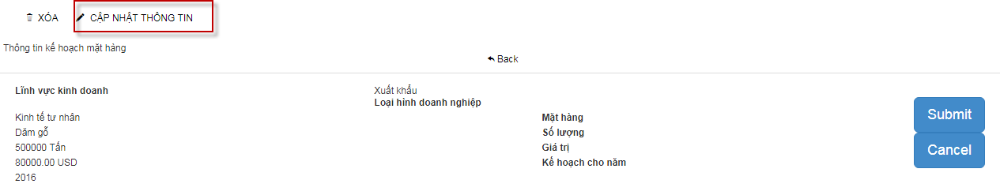 XÓA CẬP NHẬT THÔNG TIN
Thông tin kế hoạch mặt hàng
Back
Lĩnh vực kinh doanh Xuất khẩu
Loại hình doanh nghiệp
Kinh tế tư nhân Mặt hàng
Dăm gỗ Số lượng
500000 Tấn Giá trị
80000.00 USD Kế hoạch cho năm
2016
Submit
Cancel